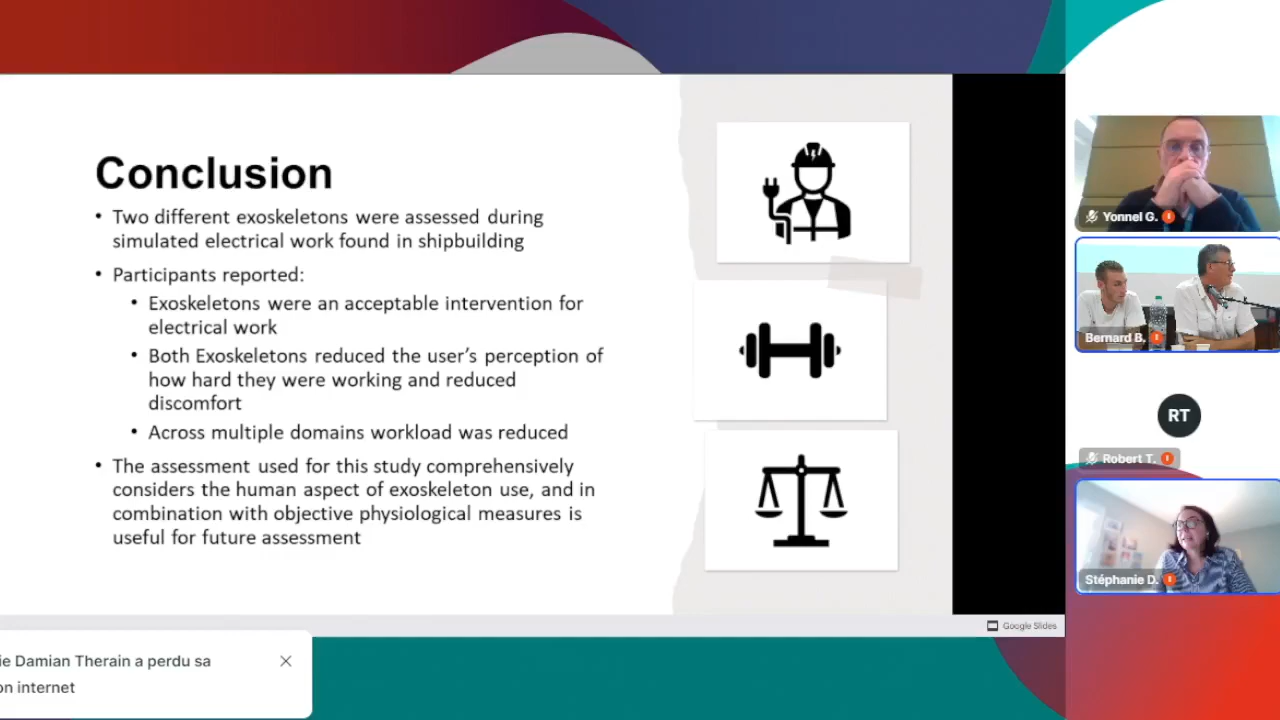 Conclusion
• Two different exoskeletons were assessed during
simulated electrical work found in shipbuilding
• Participants reported:
• Exoskeletons were an acceptable intervention for
electrical work
• Both Exoskeletons reduced the user's perception of
how hard they were working and reduced
discomfort
• Across multiple domains workload was reduced
• The assessment used for this study comprehensively
considers the human aspect of exoskeleton use, and in
combination with objective physiological measures is
useful for future assessment
Google Slides
Yonnel G.
Bernard B.
RT
Robert T.
Stéphanie D.
ie Damian Therain a perdu sa
on internet